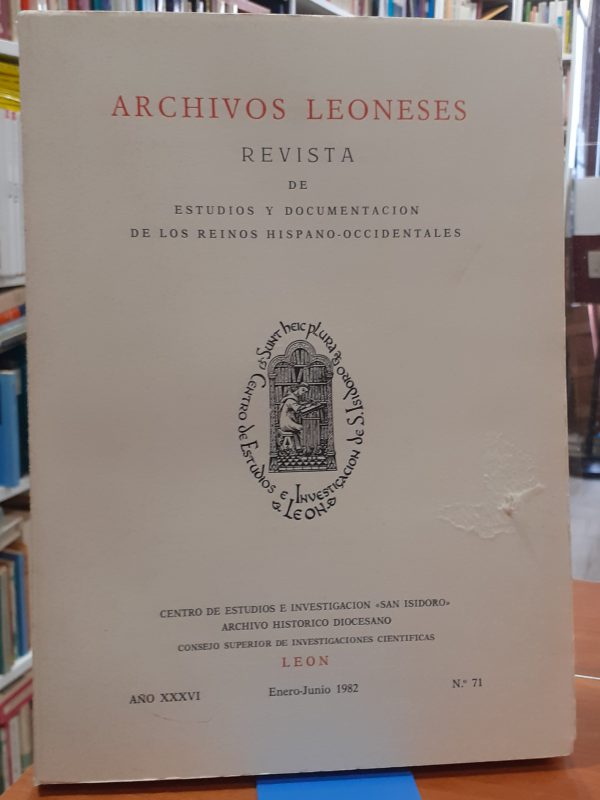 ARCHIVOS LEONESES
REVISTA
DE
ESTUDIOS Y DOCUMENTACION
DE LOS REINOS HISPANO-OCCIDENTALES
SUNT HEIC PLURA
CENTRO DE ESTUDIOS E INVESTIGACION DE S. ISIDORO
LEON
CENTRO DE ESTUDIOS E INVESTIGACION «SAN ISIDORO»
ARCHIVO HISTORICO DIOCESANO
CONSEJO SUPERIOR DE INVESTIGACIONES CIENTIFICAS
LEON
AÑO XXXVI Enero-Junio 1982 N.º 71